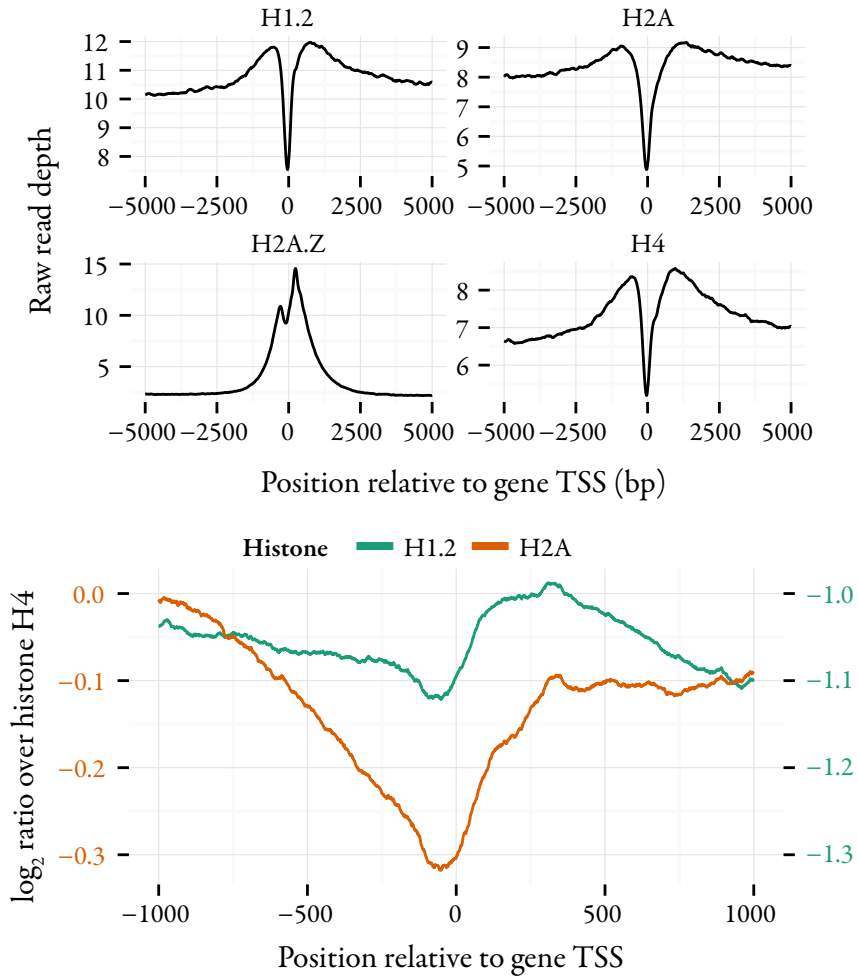 H1.2 H2A
12
11
10
9
8
9
8
7
6
5
−5000 −2500 0 2500 5000 −5000 −2500 0 2500 5000
Raw read depth
H2A.Z H4
15
10
5
8
7
6
−5000 −2500 0 2500 5000 −5000 −2500 0 2500 5000
Position relative to gene TSS (bp)
Histone H1.2 H2A
log₂ ratio over histone H4
0.0 −1.0
−0.1 −1.1
−0.2 −1.2
−0.3 −1.3
−1000 −500 0 500 1000
Position relative to gene TSS